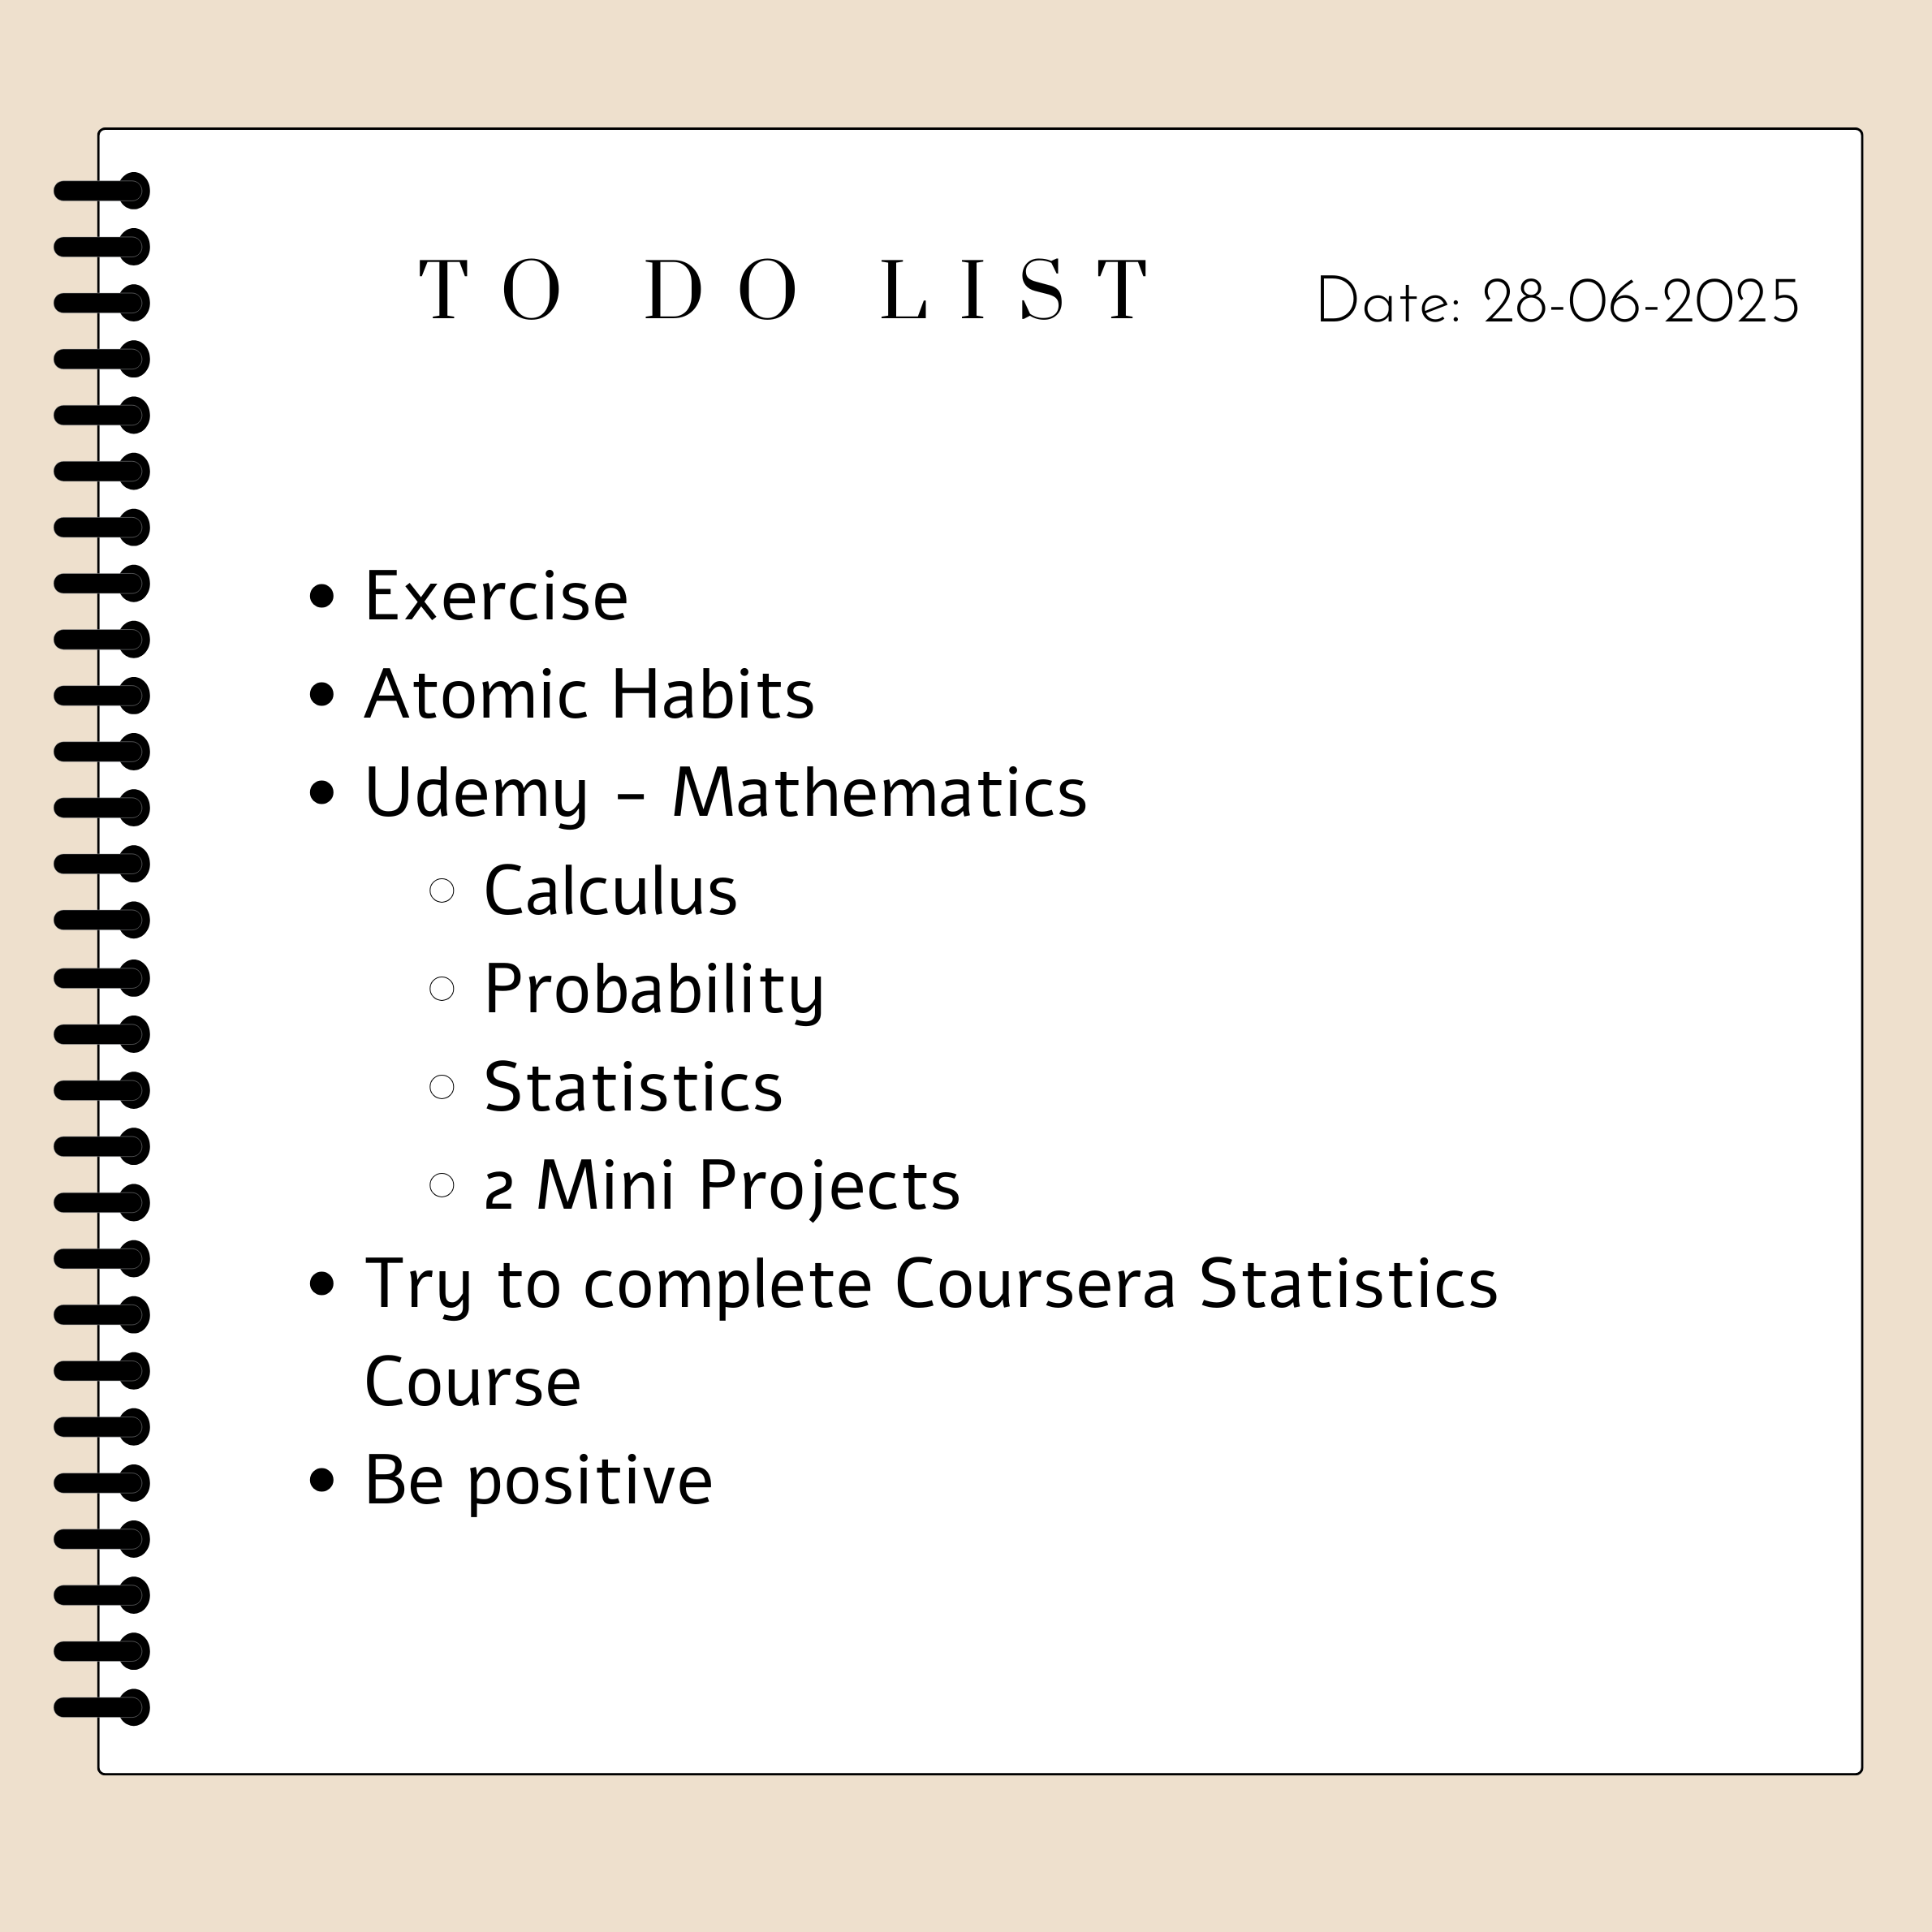 TO DO LIST
Date: 28-06-2025
• Exercise
• Atomic Habits
• Udemy - Mathematics
○ Calculus
○ Probability
○ Statistics
○ 2 Mini Projects
• Try to complete Coursera Statistics
Course
• Be positive